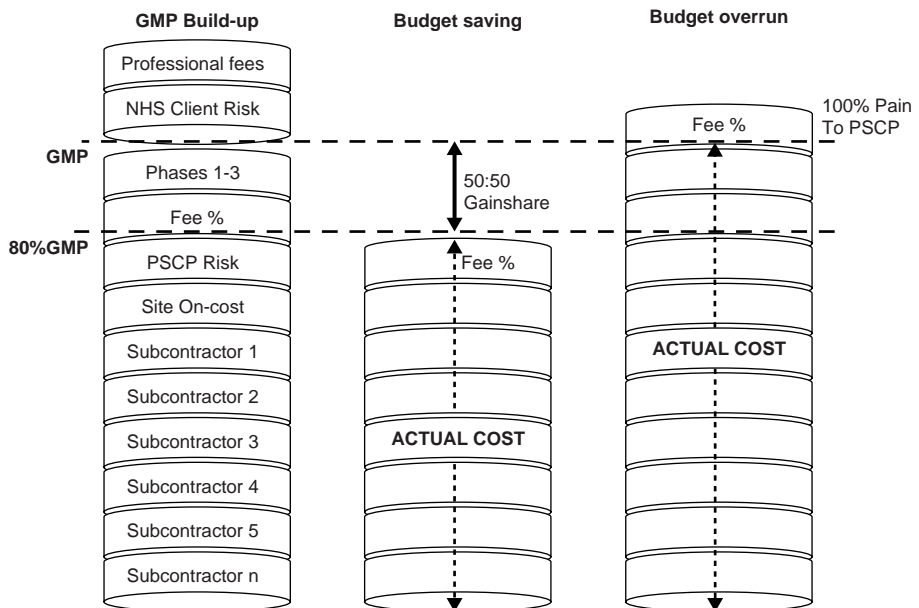 GMP Build-up
Budget saving
Budget overrun
Professional fees
NHS Client Risk
GMP
Phases 1-3
Fee %
80%GMP
PSCP Risk
Site On-cost
Subcontractor 1
Subcontractor 2
Subcontractor 3
Subcontractor 4
Subcontractor 5
Subcontractor n
50:50
Gainshare
Fee %
ACTUAL COST
Fee %
100% Pain
To PSCP
ACTUAL COST